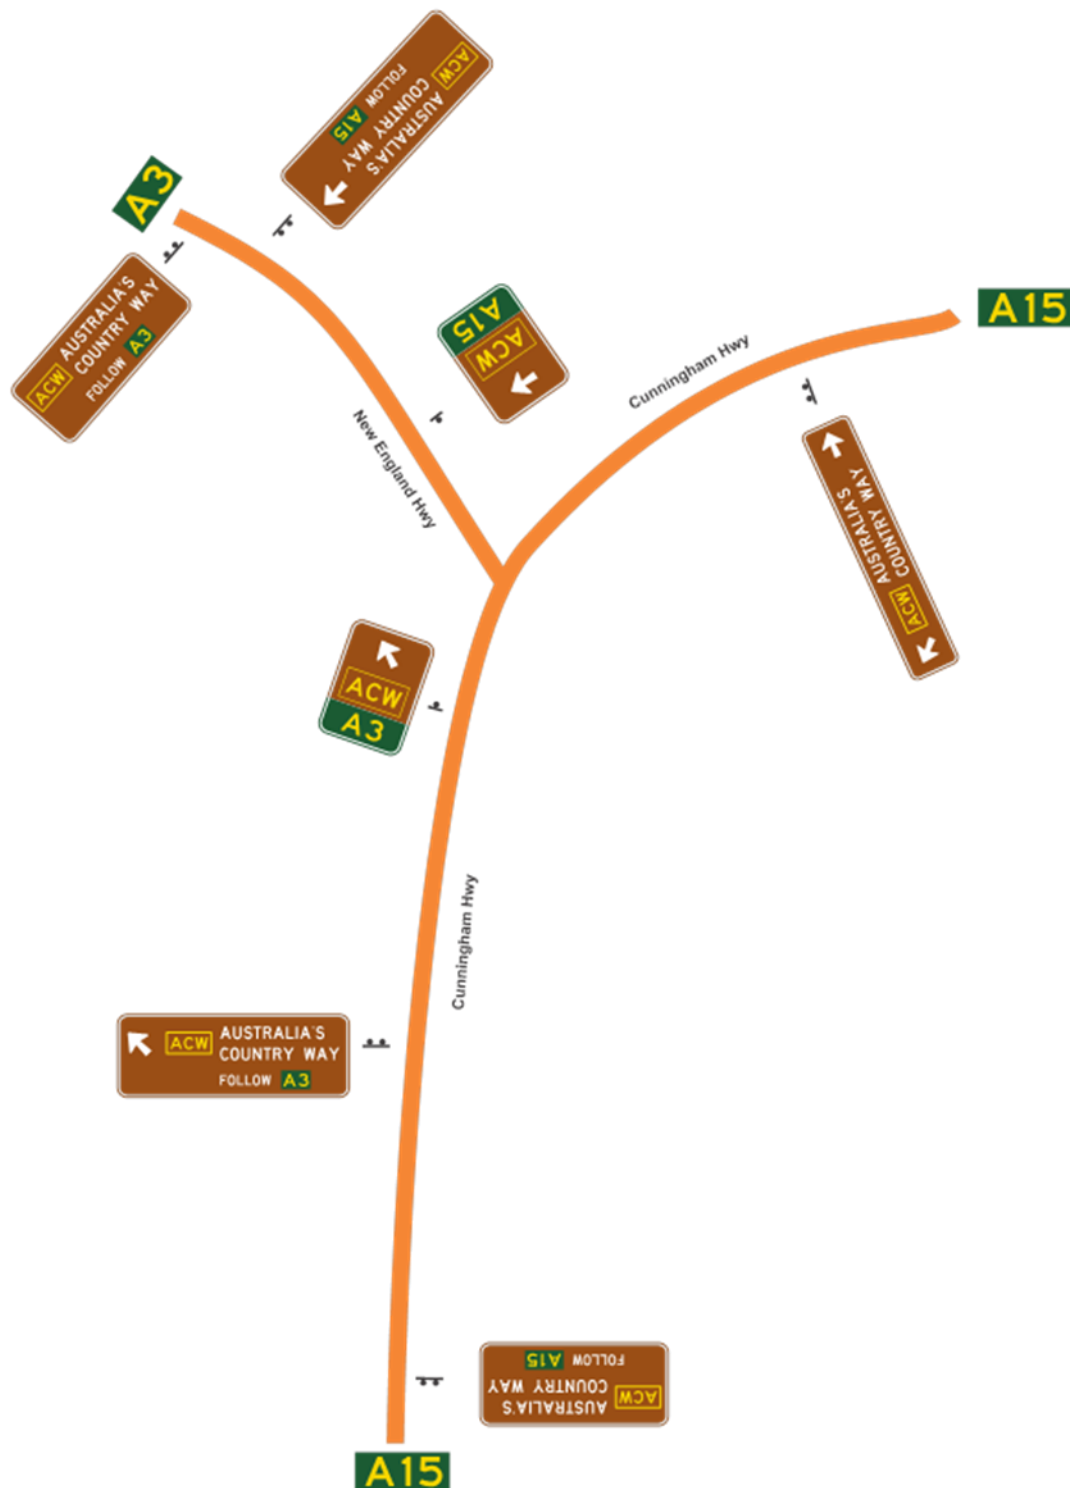 ACW AUSTRALIA'S
COUNTRY WAY
FOLLOW A15
A3
AUSTRALIA'S
ACW COUNTRY WAY
FOLLOW A3
A15
ACW
A15
Cunningham Hwy
New England Hwy
AUSTRALIA'S
ACW COUNTRY WAY
ACW
A3
Cunningham Hwy
ACW AUSTRALIA'S
COUNTRY WAY
FOLLOW A3
ACW AUSTRALIA'S
COUNTRY WAY
FOLLOW A15
A15